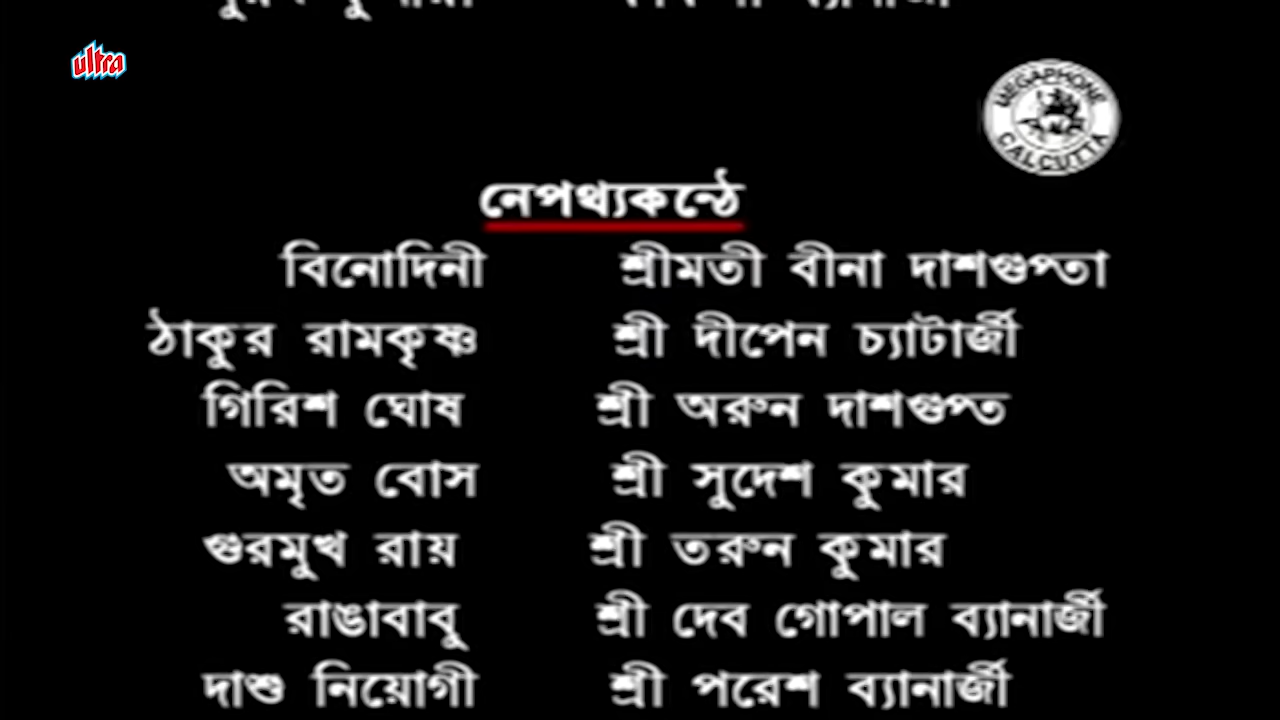 ultra
MEGAPHONE
CALCUTTA
নেপথ্যকন্ঠে
বিনোদিনী শ্রীমতী বীনা দাশগুপ্তা
ঠাকুর রামকৃষ্ণ শ্রী দীপেন চ্যাটার্জী
গিরিশ ঘোষ শ্রী অরুন দাশগুপ্ত
অমৃত বোস শ্রী সুদেশ কুমার
গুরমুখ রায় শ্রী তরুন কুমার
রাঙাবাবু শ্রী দেব গোপাল ব্যানার্জী
দাশু নিয়োগী শ্রী পরেশ ব্যানার্জী